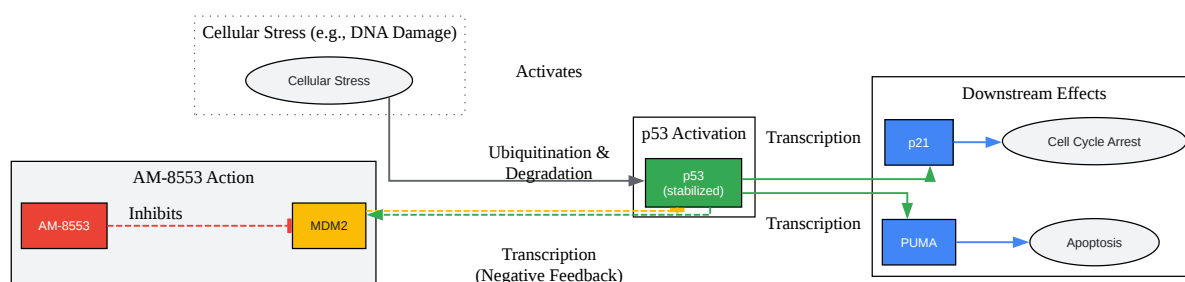 Cellular Stress (e.g., DNA Damage)
Cellular Stress
Activates
Downstream Effects
p53 Activation
Transcription
p21
Cell Cycle Arrest
Ubiquitination &
Degradation
p53
(stabilized)
AM-8553 Action
AM-8553
Inhibits
MDM2
Transcription
PUMA
Apoptosis
Transcription
(Negative Feedback)